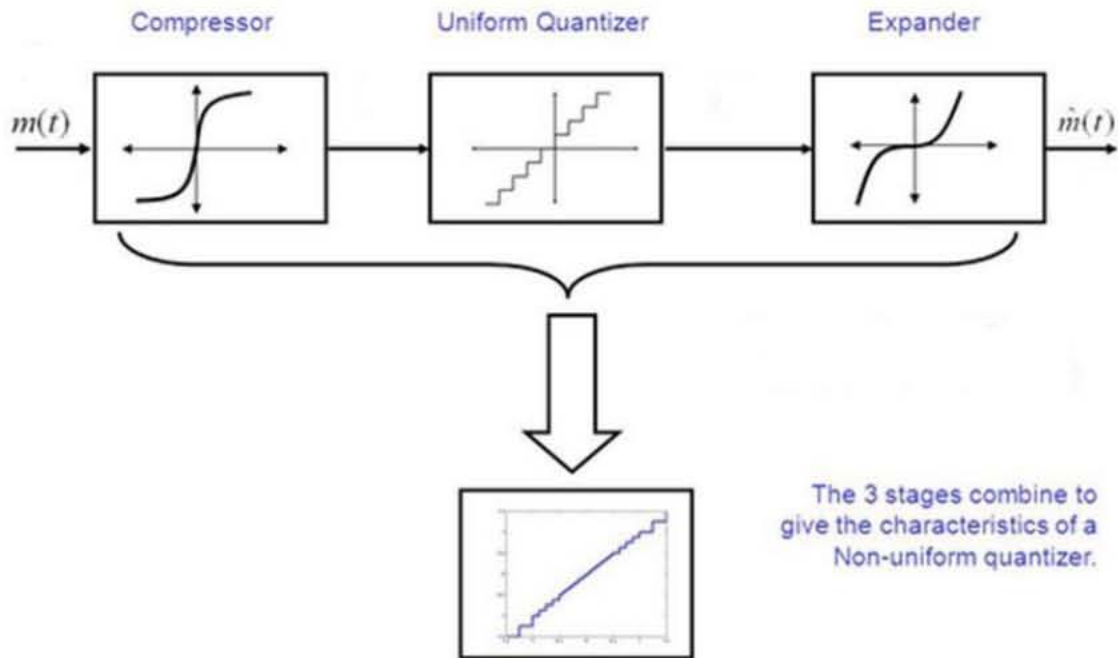 Compressor
Uniform Quantizer
Expander
m(t)
m̂(t)
The 3 stages combine to
give the characteristics of a
Non-uniform quantizer.